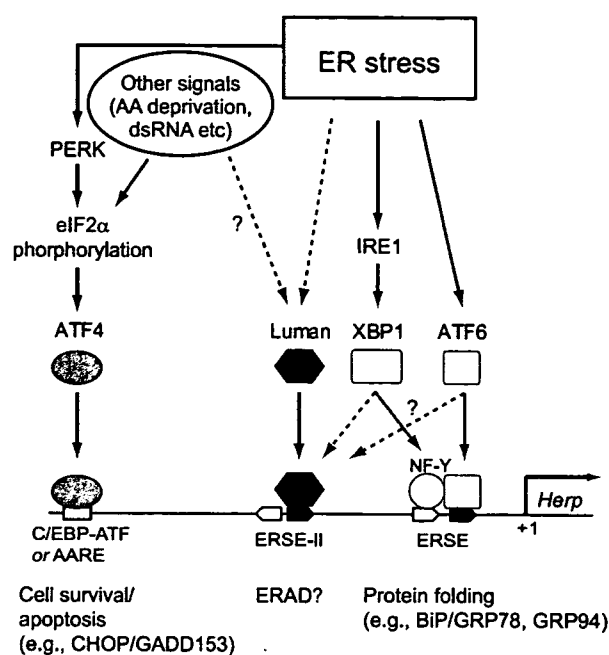 ER stress
Other signals
(AA deprivation,
dsRNA etc)
PERK
eIF2α
phorphorylation
?
IRE1
ATF4
Luman
XBP1
ATF6
?
NF-Y
Herp
+1
C/EBP-ATF
or AARE
ERSE-II
ERSE
Cell survival/
apoptosis
(e.g., CHOP/GADD153)
ERAD?
Protein folding
(e.g., BiP/GRP78, GRP94)